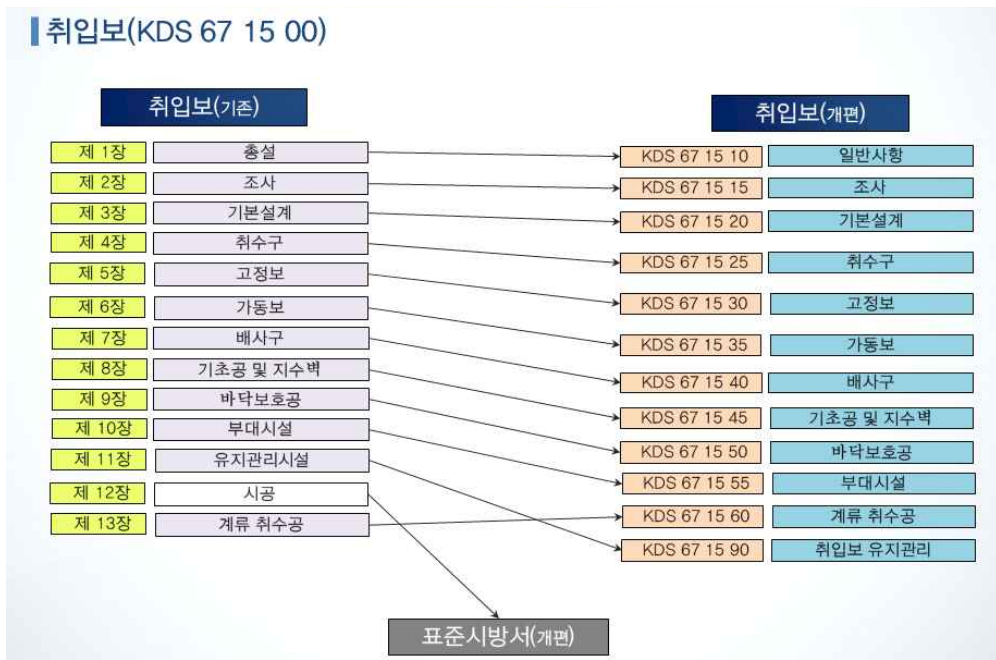 취입보(KDS 67 15 00)
취입보(기존)
취입보(개편)
제 1장 총설 KDS 67 15 10 일반사항
제 2장 조사 KDS 67 15 15 조사
제 3장 기본설계 KDS 67 15 20 기본설계
제 4장 취수구 KDS 67 15 25 취수구
제 5장 고정보 KDS 67 15 30 고정보
제 6장 가동보 KDS 67 15 35 가동보
제 7장 배사구 KDS 67 15 40 배사구
제 8장 기초공 및 지수벽 KDS 67 15 45 기초공 및 지수벽
제 9장 바닥보호공 KDS 67 15 50 바닥보호공
제 10장 부대시설 KDS 67 15 55 부대시설
제 11장 유지관리시설
제 12장 시공
제 13장 계류 취수공 KDS 67 15 60 계류 취수공
KDS 67 15 90 취입보 유지관리
표준시방서(개편)